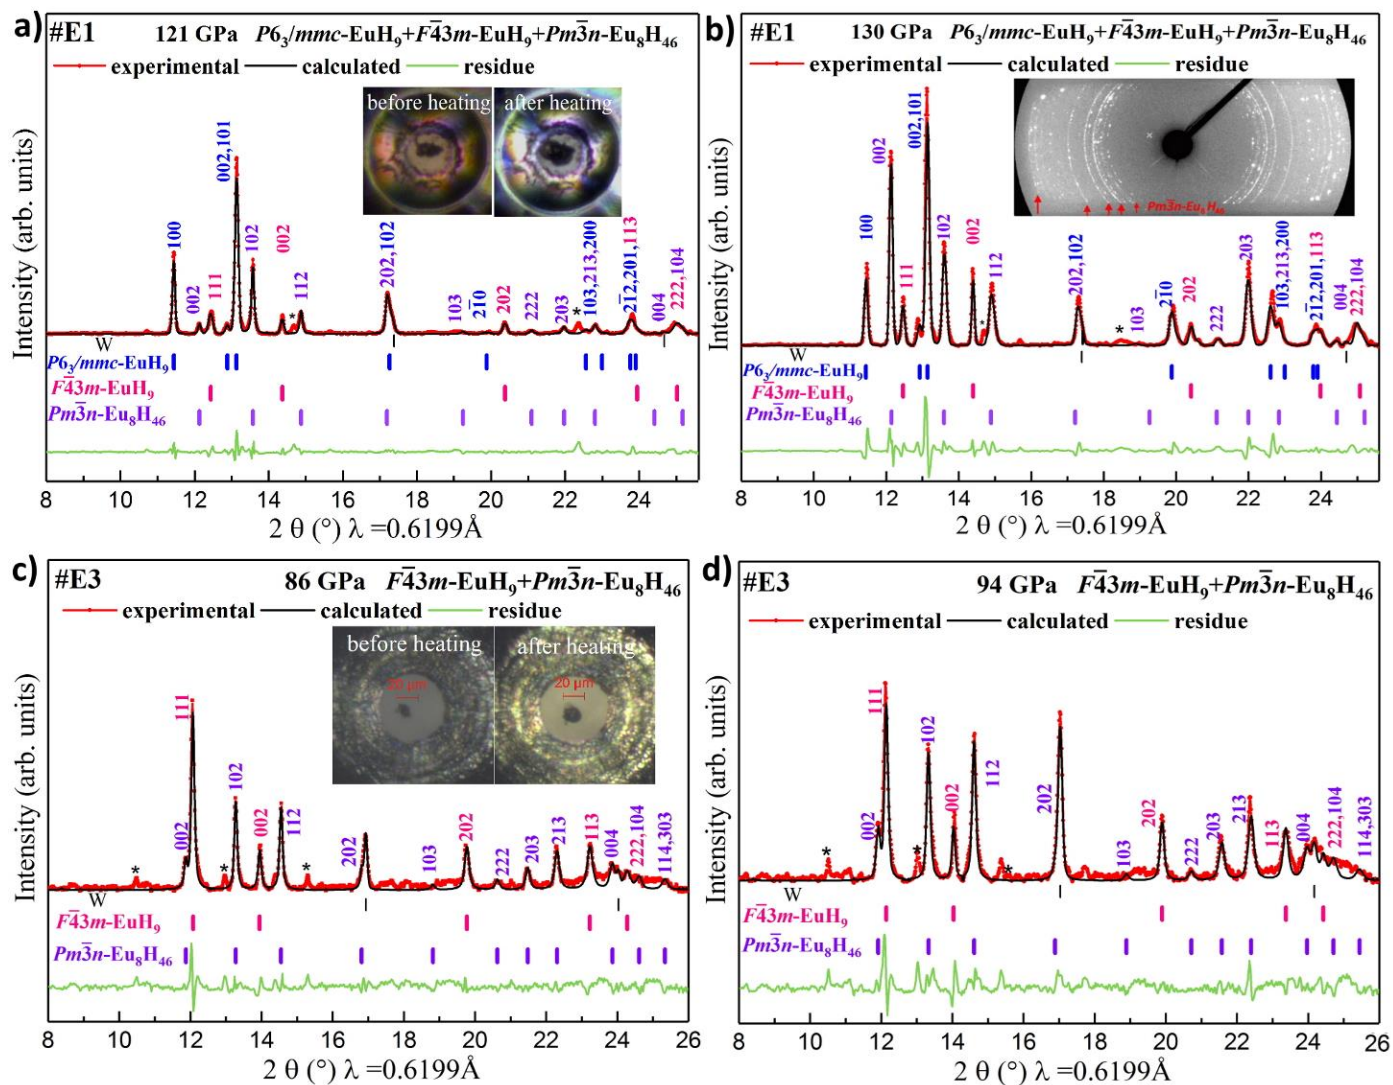 a) #E1 121 GPa P6₃/mmc-EuH₉+F4̅3m-EuH₉+Pm3̅n-Eu₈H₄₆
experimental calculated residue
before heating after heating
Intensity (arb. units)
100
002
111
002,101
102
002
*
112
202,102
103
2̅10
202
222
203
*
103,213,200
2̅1̅2,201,113
004
222,104
W
P6₃/mmc-EuH₉
F4̅3m-EuH₉
Pm3̅n-Eu₈H₄₆
8 10 12 14 16 18 20 22 24
2 θ (°) λ =0.6199Å
b) #E1 130 GPa P6₃/mmc-EuH₉+F4̅3m-EuH₉+Pm3̅n-Eu₈H₄₆
experimental calculated residue
Pm3̅n-Eu₈H₄₆
Intensity (arb. units)
100
002
111
002,101
102
002
*
112
202,102
*
103
2̅10
202
222
203
103,213,200
2̅1̅2,201,113
004
222,104
W
P6₃/mmc-EuH₉
F4̅3m-EuH₉
Pm3̅n-Eu₈H₄₆
8 10 12 14 16 18 20 22 24
2 θ (°) λ =0.6199Å
c) #E3 86 GPa F4̅3m-EuH₉+Pm3̅n-Eu₈H₄₆
experimental calculated residue
before heating after heating
20 μm 20 μm
Intensity (arb. units)
*
002
111
*
102
002
112
*
202
103
202
222
203
213
113
004
222,104
114,303
W
F4̅3m-EuH₉
Pm3̅n-Eu₈H₄₆
8 10 12 14 16 18 20 22 24 26
2 θ (°) λ =0.6199Å
d) #E3 94 GPa F4̅3m-EuH₉+Pm3̅n-Eu₈H₄₆
experimental calculated residue
Intensity (arb. units)
*
002
111
*
102
002
112
*
202
103
202
222
203
213
113
004
222,104
114,303
W
F4̅3m-EuH₉
Pm3̅n-Eu₈H₄₆
8 10 12 14 16 18 20 22 24 26
2 θ (°) λ =0.6199Å